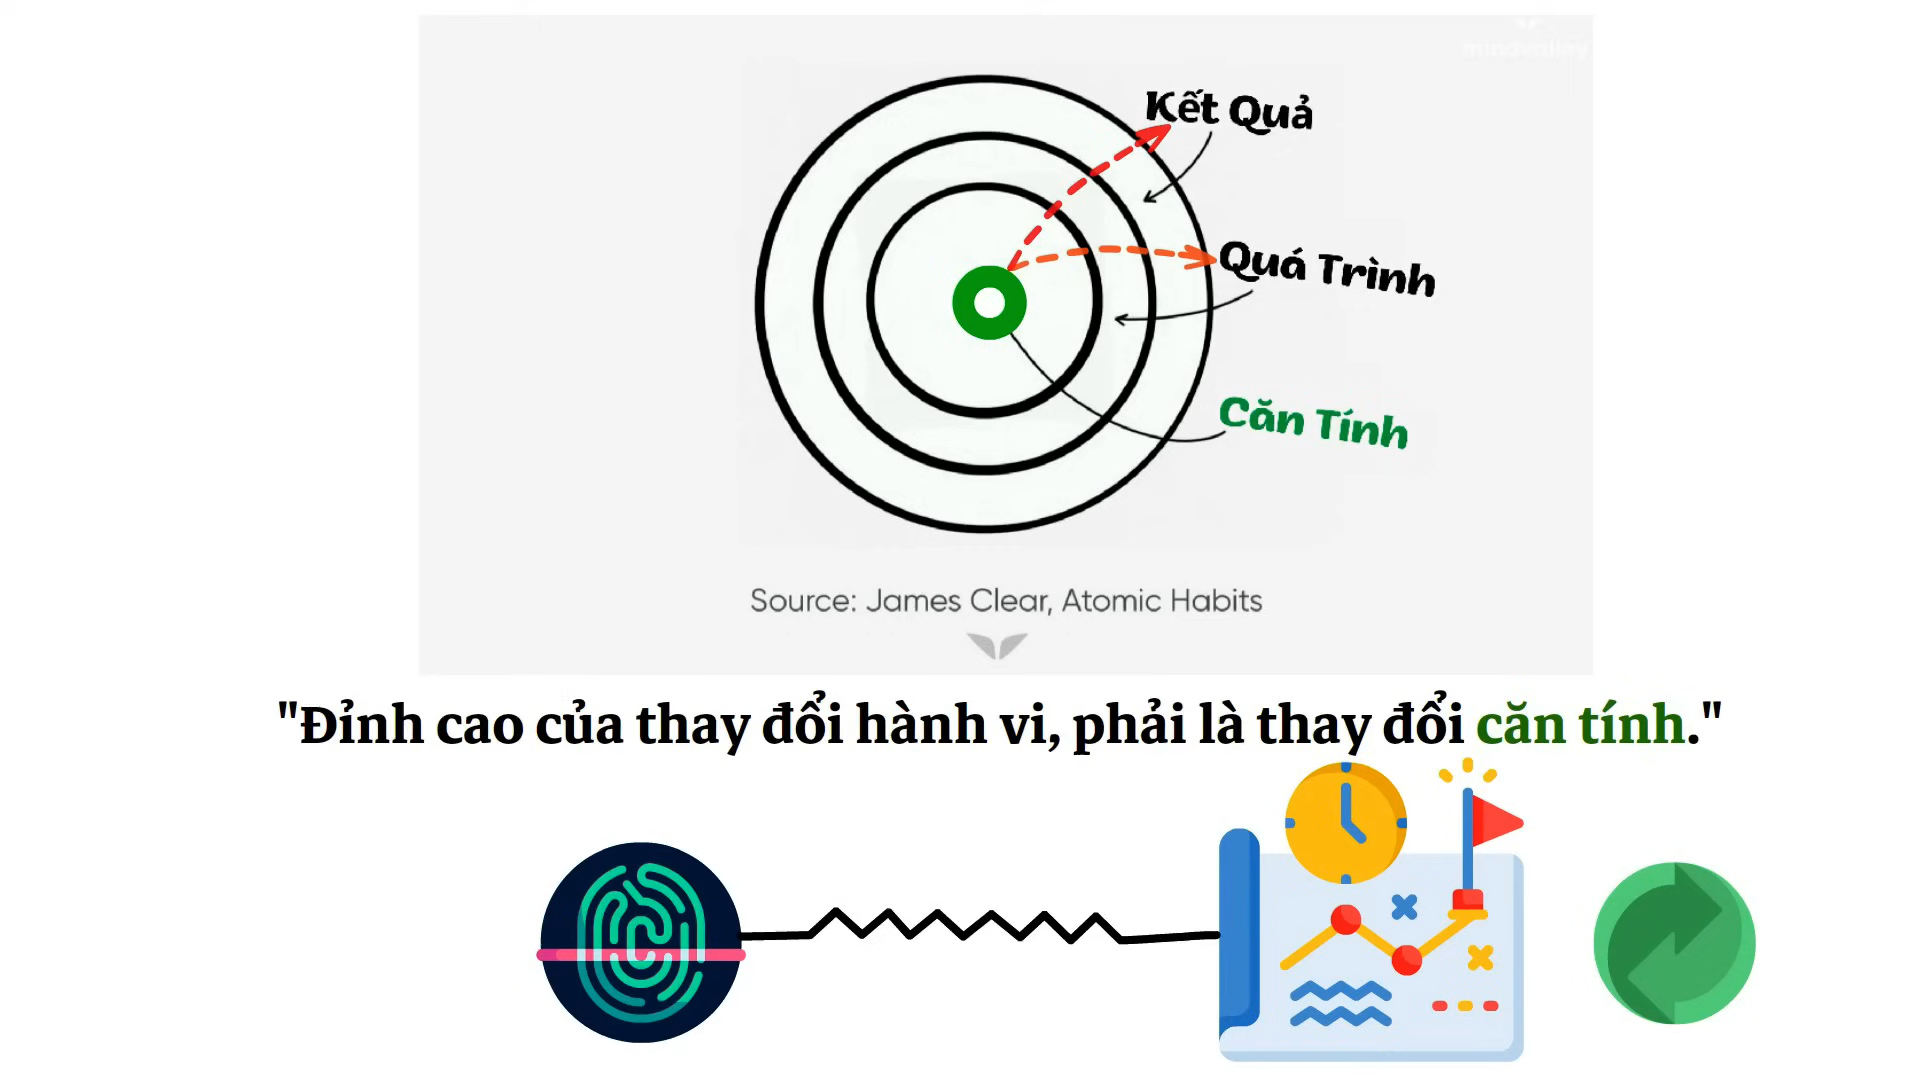 mindvalley
Kết Quả
Quá Trình
Căn Tính
Source: James Clear, Atomic Habits
"Đỉnh cao của thay đổi hành vi, phải là thay đổi căn tính."